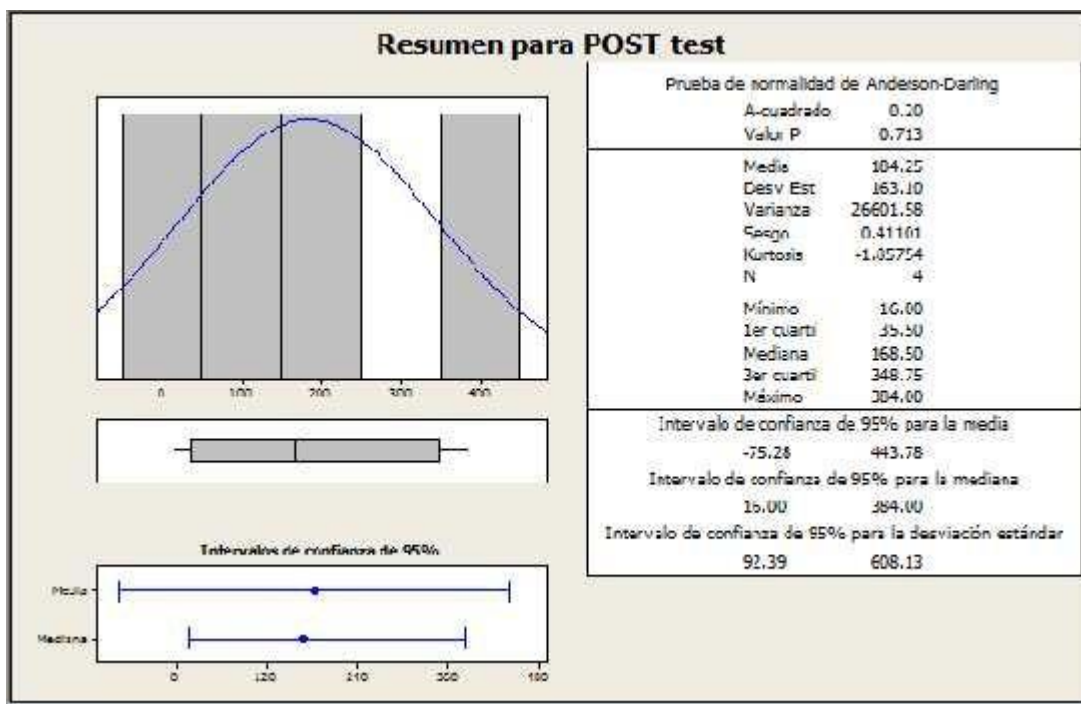 Resumen para POST test
Prueba de normalidad de Anderson-Darling
A-cuadrado 0.20
Valor P 0.713
Media 184.25
Desv Est 163.10
Varianza 26601.58
Sesgo 0.41101
Kurtosis
N 4
Mínimo 16.00
1er cuarti 35.50
Mediana 168.50
3er cuarti 348.75
Máximo 384.00
Intervalo de confianza de 95% para la media
-75.28 443.78
Intervalo de confianza de 95% para la mediana
16.00 384.00
Intervalo de confianza de 95% para la desviación estándar
92.39 608.13
0 100 200 300 400
Intervalos de confianza de 95%
Media
Mediana
0 120 240 360 480